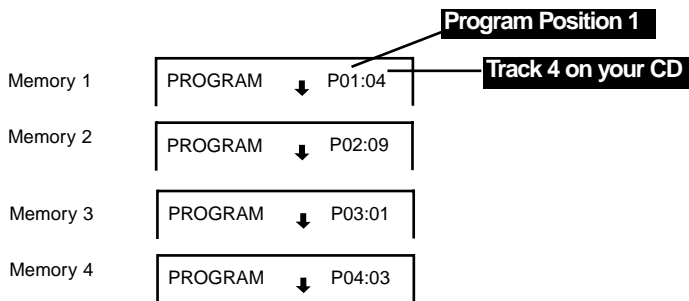 Program Position 1
Track 4 on your CD
Memory 1 PROGRAM ⬇ P01:04
Memory 2 PROGRAM ⬇ P02:09
Memory 3 PROGRAM ⬇ P03:01
Memory 4 PROGRAM ⬇ P04:03